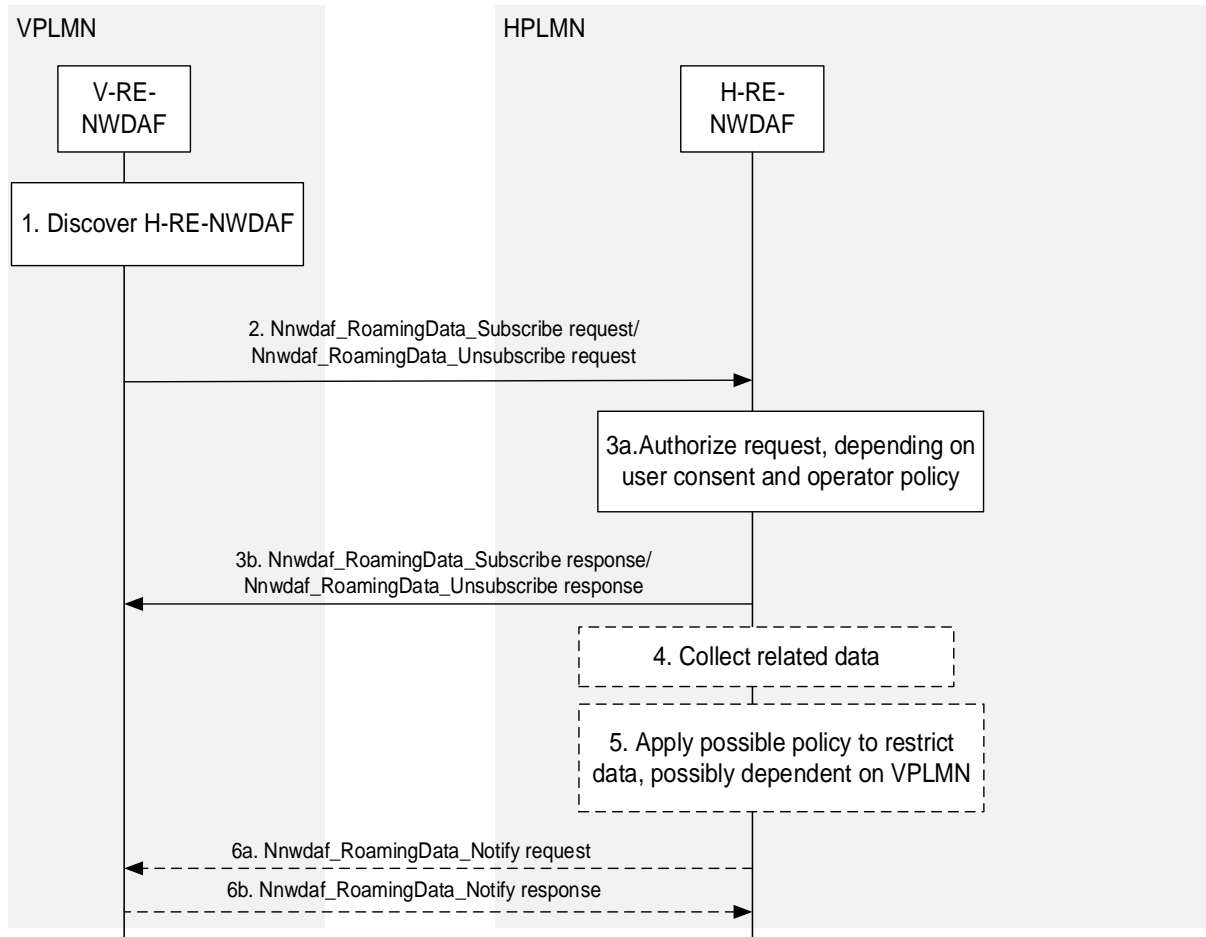 VPLMN
HPLMN
V-RE-
NWDAF
H-RE-
NWDAF
1. Discover H-RE-NWDAF
2. Nnwdaf_RoamingData_Subscribe request/
Nnwdaf_RoamingData_Unsubscribe request
3a.Authorize request, depending on
user consent and operator policy
3b. Nnwdaf_RoamingData_Subscribe response/
Nnwdaf_RoamingData_Unsubscribe response
4. Collect related data
5. Apply possible policy to restrict
data, possibly dependent on VPLMN
6a. Nnwdaf_RoamingData_Notify request
6b. Nnwdaf_RoamingData_Notify response